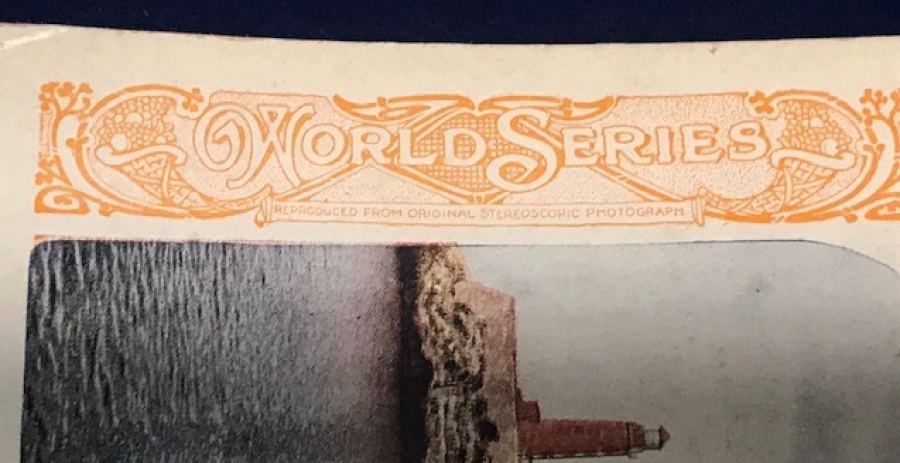 WORLD SERIES
REPRODUCED FROM ORIGINAL STEREOSCOPIC PHOTOGRAPH